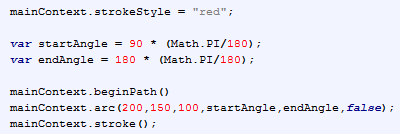 mainContext.strokeStyle = "red";
var startAngle = 90 * (Math.PI/180);
var endAngle = 180 * (Math.PI/180);
mainContext.beginPath()
mainContext.arc(200,150,100,startAngle,endAngle,false);
mainContext.stroke();